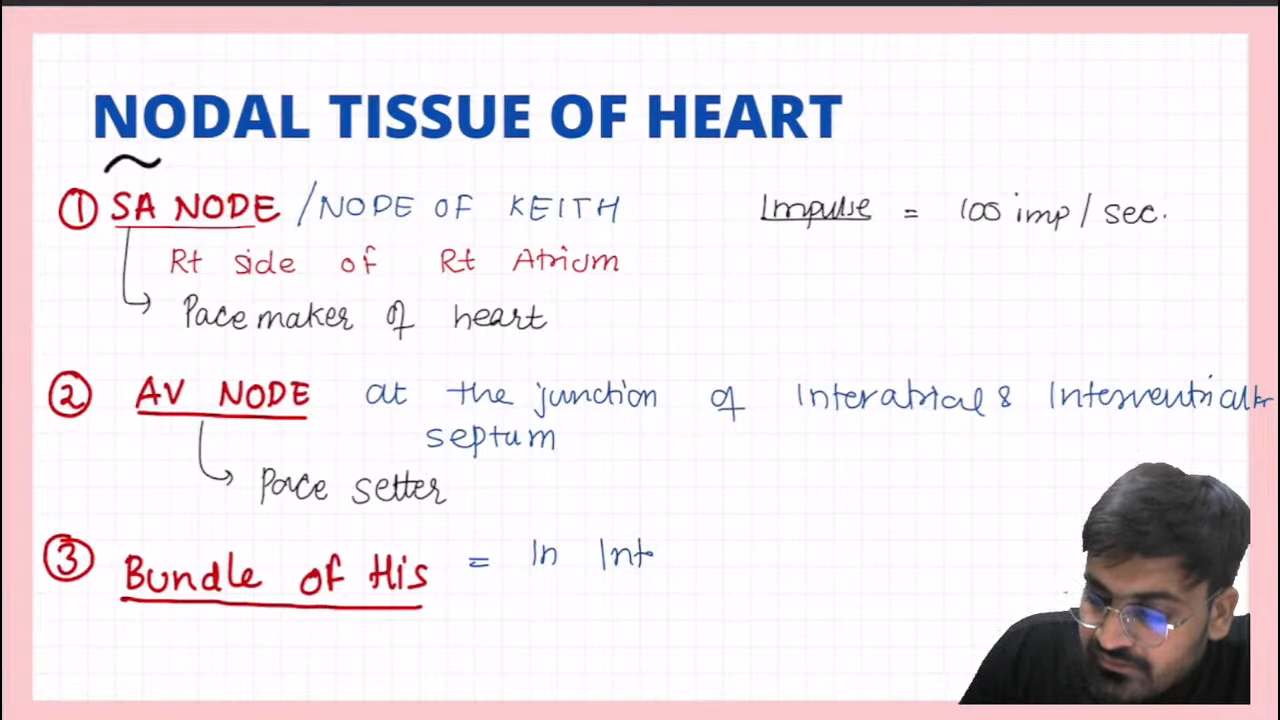 NODAL TISSUE OF HEART
① SA NODE / NODE OF KEITH
Impulse = 100 imp / sec.
Rt side of Rt Atrium
Pacemaker of heart
② AV NODE at the junction of Interatrial &
septum
Pace setter
③ Bundle of His = In Int